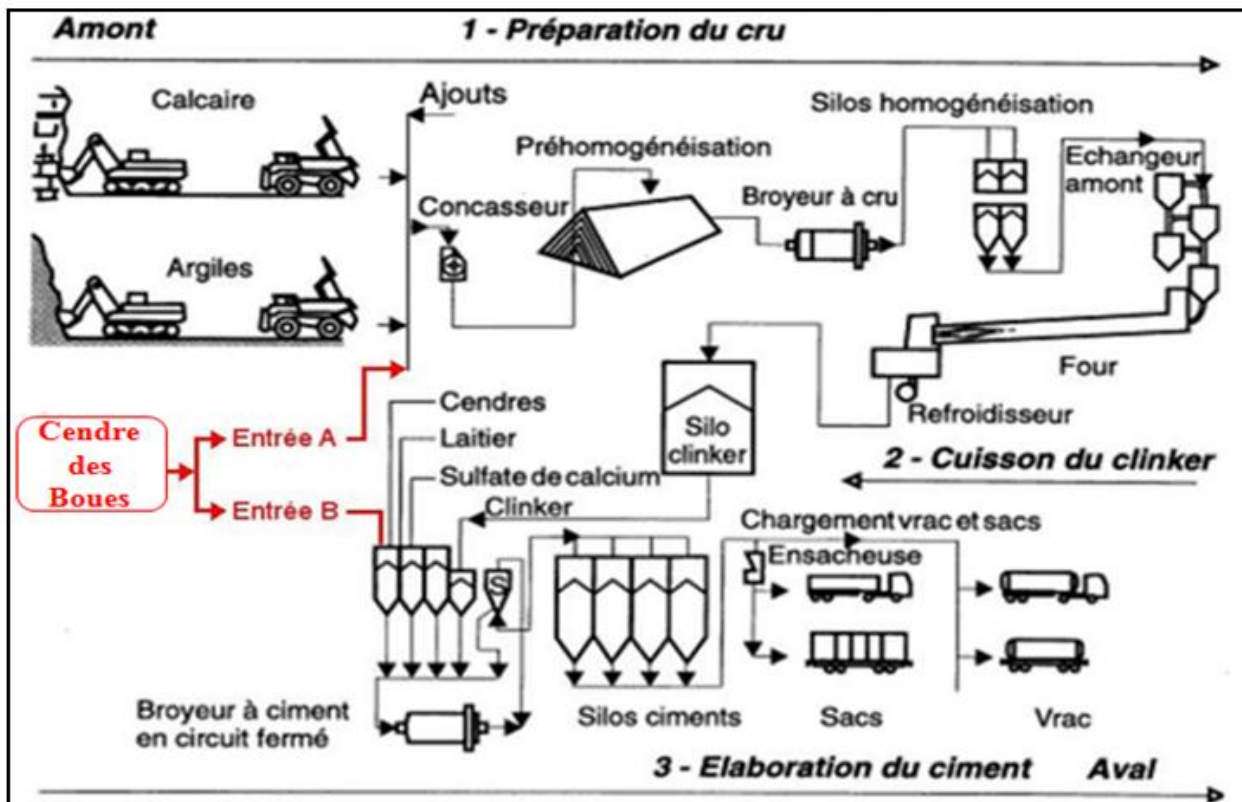 Amont
1 - Préparation du cru
Calcaire
Ajouts
Silos homogénéisation
Préhomogénéisation
Echangeur
amont
Concasseur
Broyeur à cru
Argiles
Four
Refroidisseur
Silo
clinker
2 - Cuisson du clinker
Cendre
des
Boues
Entrée A
Entrée B
Cendres
Laitier
Sulfate de calcium
Clinker
Chargement vrac et sacs
Ensacheuse
S
Broyeur à ciment
en circuit fermé
Silos ciments
Sacs
Vrac
3 - Elaboration du ciment
Aval